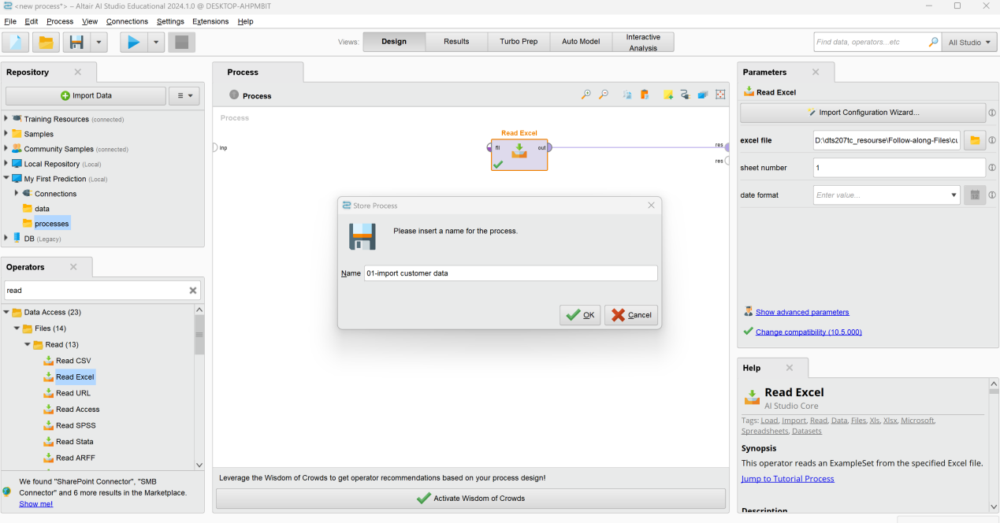 <new process*> – Altair AI Studio Educational 2024.1.0 @ DESKTOP-AHPMBIT
File Edit Process View Connections Settings Extensions Help
Views: Design Results Turbo Prep Auto Model Interactive Analysis
Find data, operators...etc All Studio
Repository
Import Data
Training Resources (connected)
Samples
Community Samples (connected)
Local Repository (Local)
My First Prediction (Local)
Connections
data
processes
DB (Legacy)
Operators
read
Data Access (23)
Files (14)
Read (13)
Read CSV
Read Excel
Read URL
Read Access
Read SPSS
Read Stata
Read ARFF
We found "SharePoint Connector", "SMB
Connector" and 6 more results in the Marketplace.
Show me!
Process
Process
Process
inp
Read Excel
fil out
res
res
Store Process
Please insert a name for the process.
Name 01-import customer data
OK Cancel
Leverage the Wisdom of Crowds to get operator recommendations based on your process design!
Activate Wisdom of Crowds
Parameters
Read Excel
Import Configuration Wizard...
excel file D:\dts207tc_resourse\Follow-along-Files\cu
sheet number 1
date format Enter value...
Show advanced parameters
Change compatibility (10.5.000)
Help
Read Excel
AI Studio Core
Tags: Load, Import, Read, Data, Files, Xls, Xlsx, Microsoft,
Spreadsheets, Datasets
Synopsis
This operator reads an ExampleSet from the specified Excel file.
Jump to Tutorial Process
Description